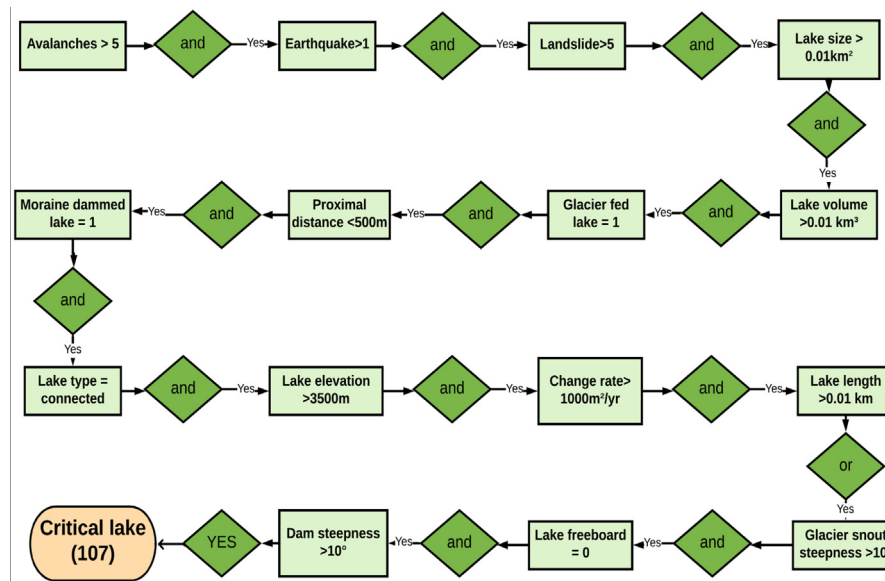 Avalanches > 5
and
Yes
Earthquake>1
and
Yes
Landslide>5
and
Yes
Lake size >
0.01km²
and
Yes
Lake volume
>0.01 km³
and
Yes
Glacier fed
lake = 1
and
Yes
Proximal
distance <500m
and
Yes
Moraine dammed
lake = 1
and
Yes
Lake type =
connected
and
Yes
Lake elevation
>3500m
and
Yes
Change rate>
1000m²/yr
and
Yes
Lake length
>0.01 km
or
Yes
Glacier snout
steepness >10
and
Yes
Lake freeboard
= 0
and
Yes
Dam steepness
>10°
YES
Critical lake
(107)